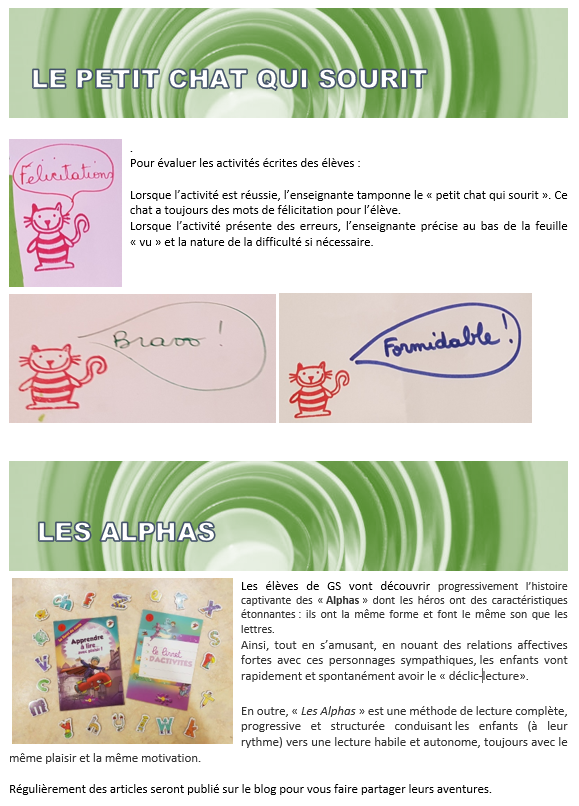 LE PETIT CHAT QUI SOURIT
Félicitations
.
Pour évaluer les activités écrites des élèves :
Lorsque l’activité est réussie, l’enseignante tamponne le « petit chat qui sourit ». Ce
chat a toujours des mots de félicitation pour l’élève.
Lorsque l’activité présente des erreurs, l’enseignante précise au bas de la feuille
« vu » et la nature de la difficulté si nécessaire.
Bravo !
Formidable !
LES ALPHAS
Apprendre
à lire
avec plaisir !
le livret
D'ACTIVITÉS
Les élèves de GS vont découvrir progressivement l’histoire
captivante des « Alphas » dont les héros ont des caractéristiques
étonnantes : ils ont la même forme et font le même son que les
lettres.
Ainsi, tout en s’amusant, en nouant des relations affectives
fortes avec ces personnages sympathiques, les enfants vont
rapidement et spontanément avoir le « déclic-lecture».
En outre, « Les Alphas » est une méthode de lecture complète,
progressive et structurée conduisant les enfants (à leur
rythme) vers une lecture habile et autonome, toujours avec le
même plaisir et la même motivation.
Régulièrement des articles seront publié sur le blog pour vous faire partager leurs aventures.